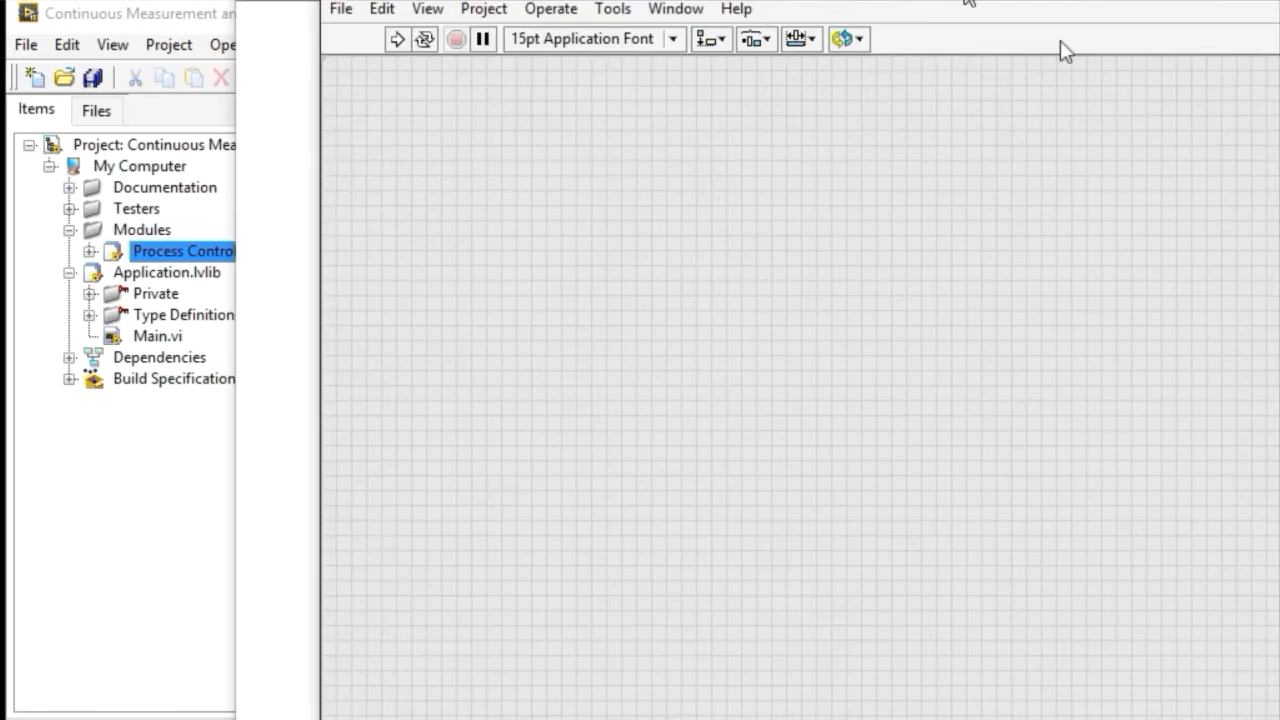 Continuous Measurement an
File Edit View Project Ope
Items Files
Project: Continuous Mea
My Computer
Documentation
Testers
Modules
Process Contro
Application.lvlib
Private
Type Definition
Main.vi
Dependencies
Build Specification
File Edit View Project Operate Tools Window Help
15pt Application Font